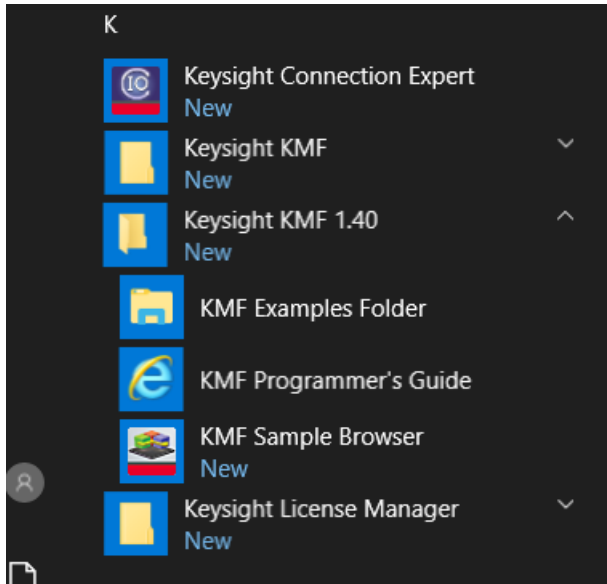 K
Keysight Connection Expert
New
Keysight KMF
New
Keysight KMF 1.40
New
KMF Examples Folder
KMF Programmer's Guide
KMF Sample Browser
New
Keysight License Manager
New